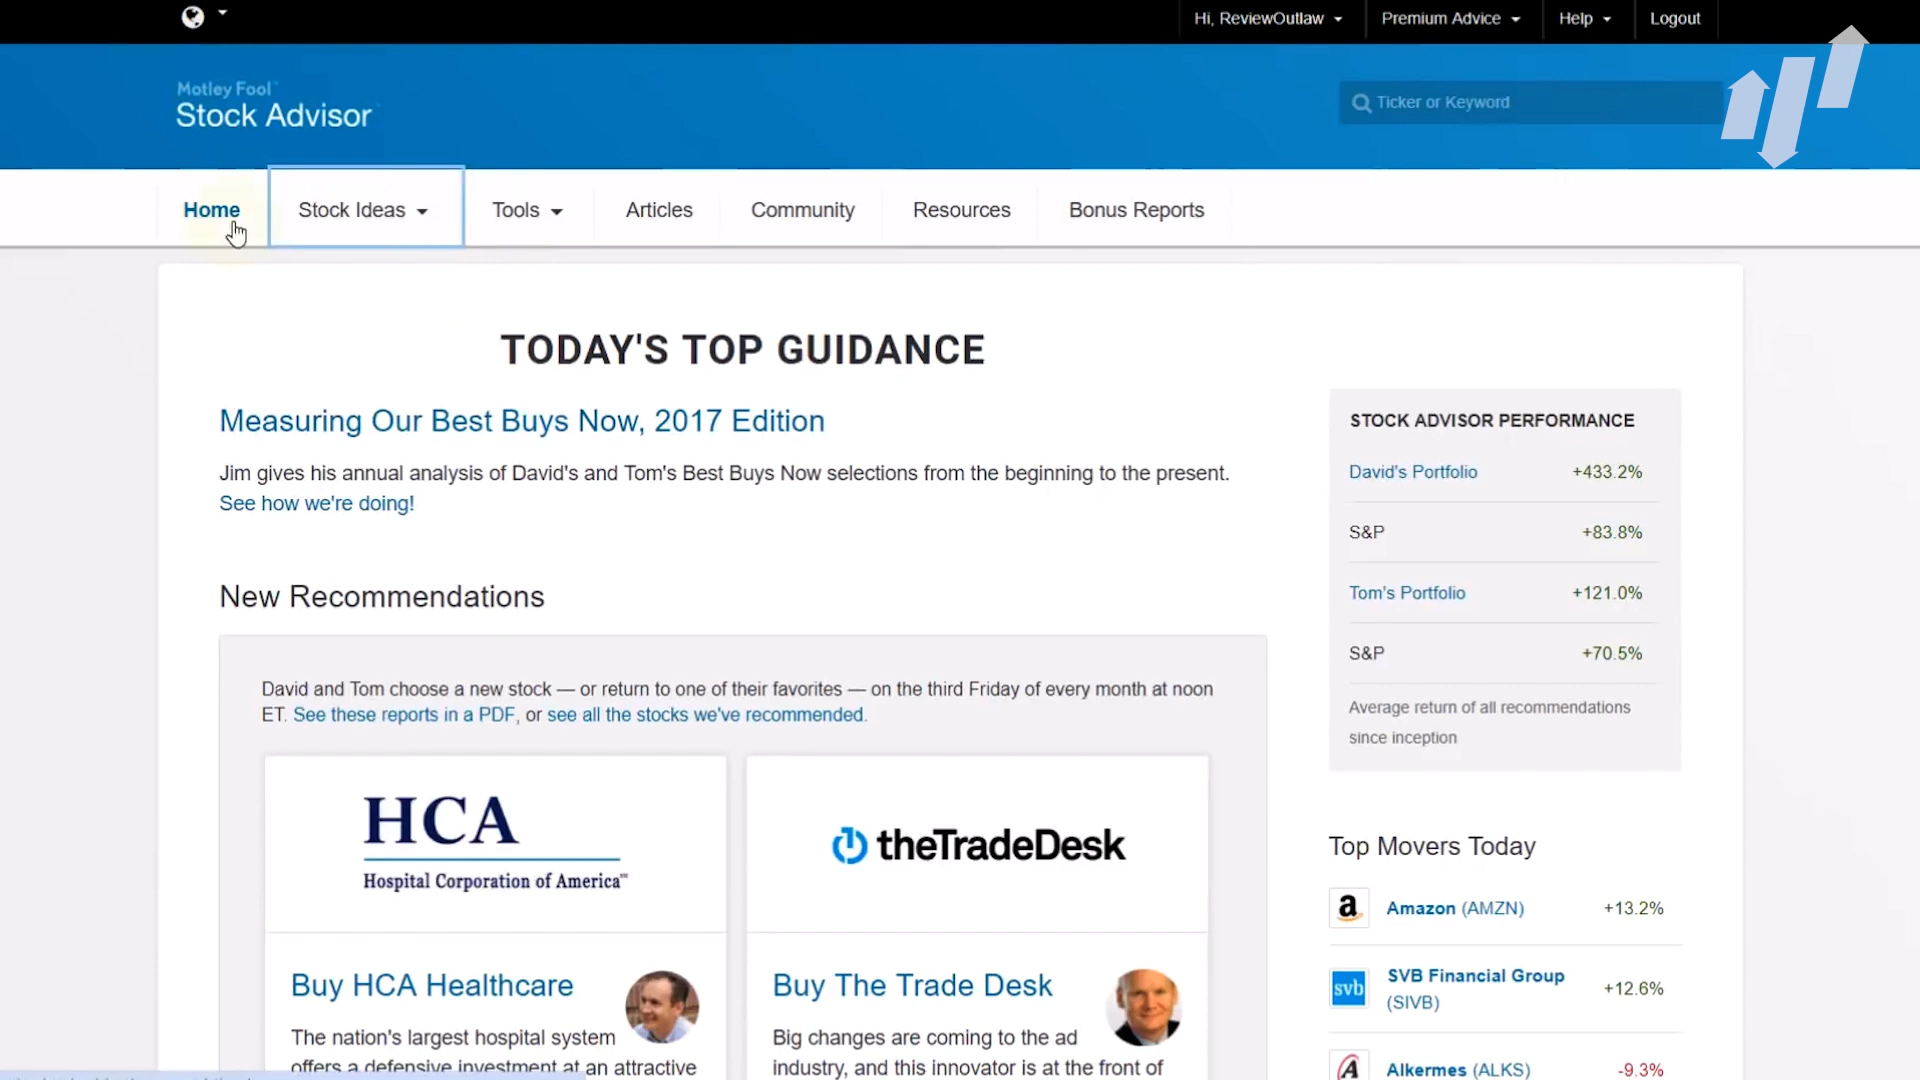 Hi, ReviewOutlaw
Premium Advice
Help
Logout
Motley Fool
Stock Advisor
Ticker or Keyword
Home
Stock Ideas
Tools
Articles
Community
Resources
Bonus Reports
TODAY'S TOP GUIDANCE
Measuring Our Best Buys Now, 2017 Edition
Jim gives his annual analysis of David's and Tom's Best Buys Now selections from the beginning to the present.
See how we're doing!
New Recommendations
David and Tom choose a new stock — or return to one of their favorites — on the third Friday of every month at noon
ET. See these reports in a PDF, or see all the stocks we've recommended.
HCA
Hospital Corporation of America℠
theTradeDesk
Buy HCA Healthcare
The nation's largest hospital system
offers a defensive investment at an attractive
Buy The Trade Desk
Big changes are coming to the ad
industry, and this innovator is at the front of
STOCK ADVISOR PERFORMANCE
David's Portfolio +433.2%
S&P +83.8%
Tom's Portfolio +121.0%
S&P +70.5%
Average return of all recommendations
since inception
Top Movers Today
a Amazon (AMZN) +13.2%
svb SVB Financial Group
(SIVB) +12.6%
Alkermes (ALKS) -9.3%